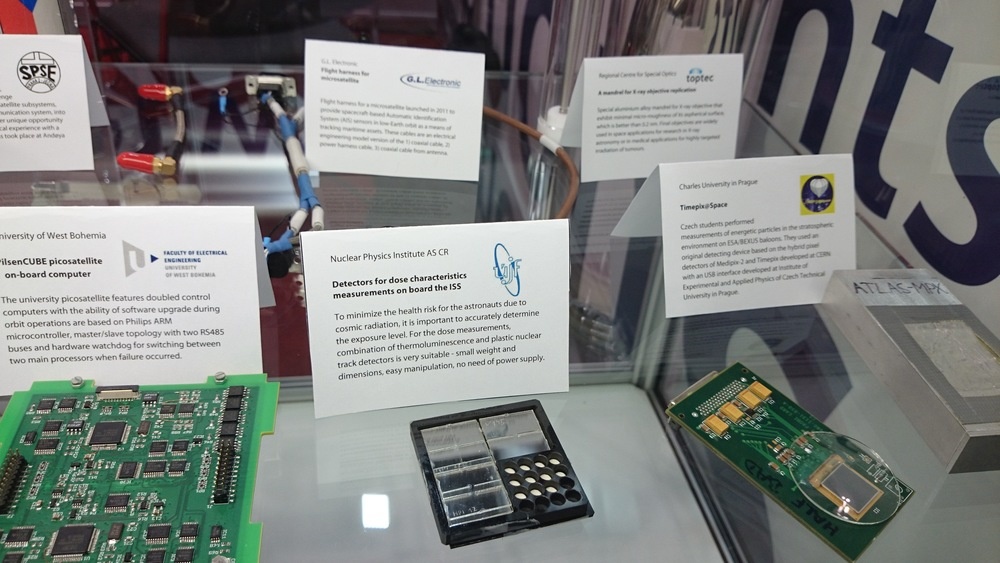 SPSE
nge
atellite subsystems,
munication system, into
er unique opportunity
cal experience with a
s took place at Andøya
G.L. Electronic
Flight harness for
microsatellite
G.L.Electronic
Flight harness for a microsatellite launched in 2011 to
provide spacecraft-based Automatic Identification
System (AIS) sensors in low Earth orbit as a means of
tracking maritime assets. These cables are an electrical
engineering model version of the 1) coaxial cable, 2)
power harness cable, 3) coaxial cable from antenna.
Regional Centre for Special Optics
toptec
A mandrel for X-ray objective replication
Special aluminum alloy mandrel for X-ray objective that
exhibit minimal micro-roughness of its aspherical surface
which is better than 0,2 nm. Final objectives are widely
used in space applications for research in X-ray
astronomy or in medical applications for highly targeted
irradiation of tumours.
nts
niversity of West Bohemia
PilsenCUBE picosatellite
on-board computer
FACULTY OF ELECTRICAL
ENGINEERING
UNIVERSITY
OF WEST BOHEMIA
The university picosatellite features doubled control
computers with the ability of software upgrade during
orbit operations are based on Philips ARM
microcontroller, master/slave topology with two RS485
buses and hardware watchdog for switching between
two main processors when failure occurred.
Nuclear Physics Institute AS CR
Detectors for dose characteristics
measurements on board the ISS
To minimize the health risk for the astronauts due to
cosmic radiation, it is important to accurately determine
the exposure level. For the dose measurements,
combination of thermoluminescence and plastic nuclear
track detectors is very suitable - small weight and
dimensions, easy manipulation, no need of power supply.
Charles University in Prague
Timepix@Space
Czech students performed
measurements of energetic particles in the stratospheric
environment on ESA/BEXUS baloons. They used an
original detecting device based on the hybrid pixel
detectors of Medipix-2 and Timepix developed at CERN
with an USB interface developed at Institute of
Experimental and Applied Physics of Czech Technical
University in Prague.
ATLAS-MPX